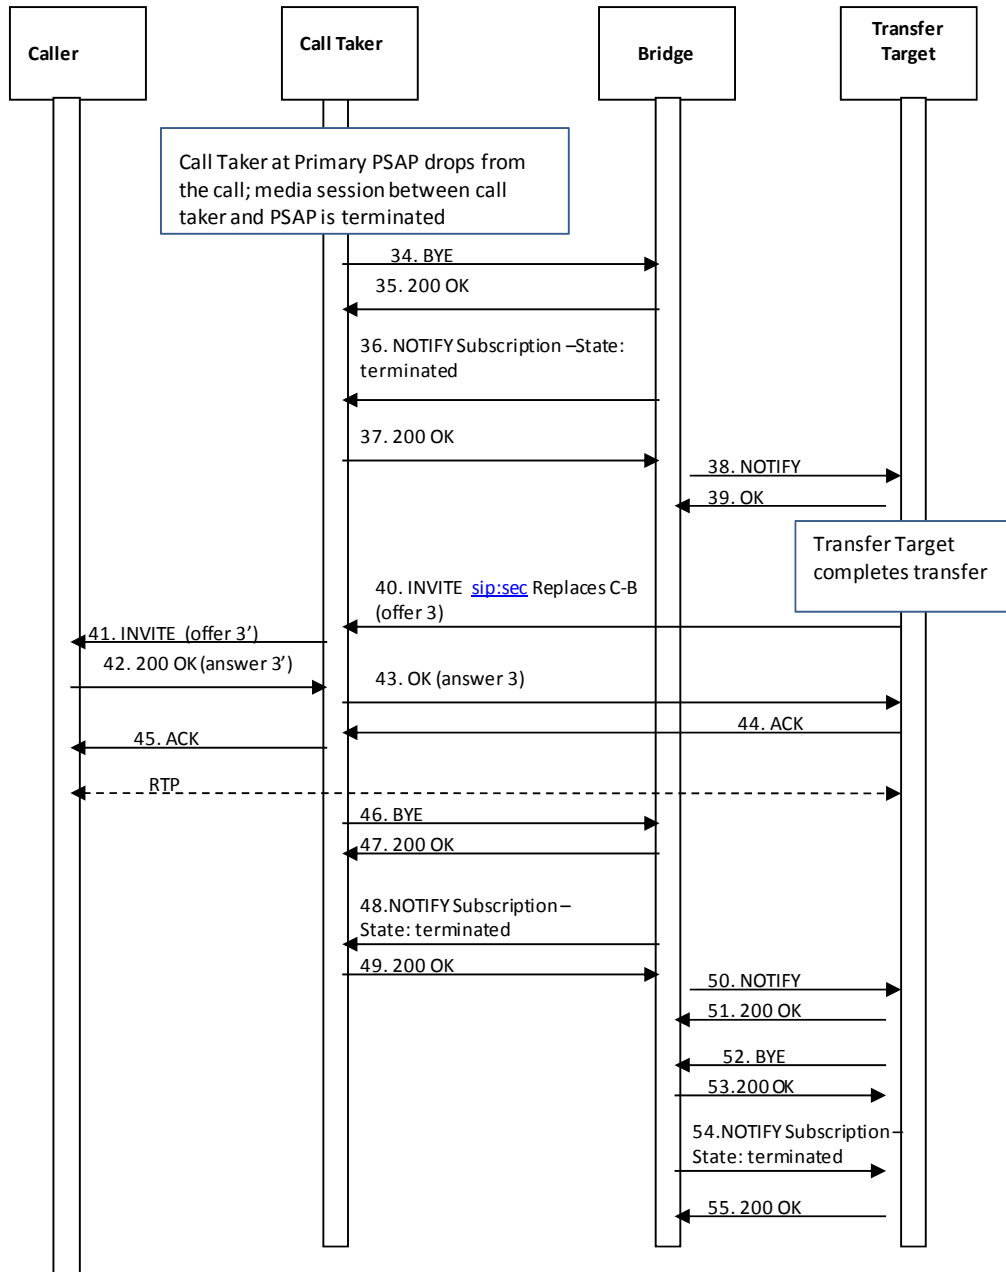 Caller
Call Taker
Bridge
Transfer
Target
Call Taker at Primary PSAP drops from
the call; media session between call
taker and PSAP is terminated
34. BYE
35. 200 OK
36. NOTIFY Subscription –State:
terminated
37. 200 OK
38. NOTIFY
39. OK
Transfer Target
completes transfer
40. INVITE sip:sec Replaces C-B
(offer 3)
41. INVITE (offer 3’)
42. 200 OK (answer 3’)
43. OK (answer 3)
44. ACK
45. ACK
RTP
46. BYE
47. 200 OK
48.NOTIFY Subscription –
State: terminated
49. 200 OK
50. NOTIFY
51. 200 OK
52. BYE
53.200 OK
54.NOTIFY Subscription –
State: terminated
55. 200 OK